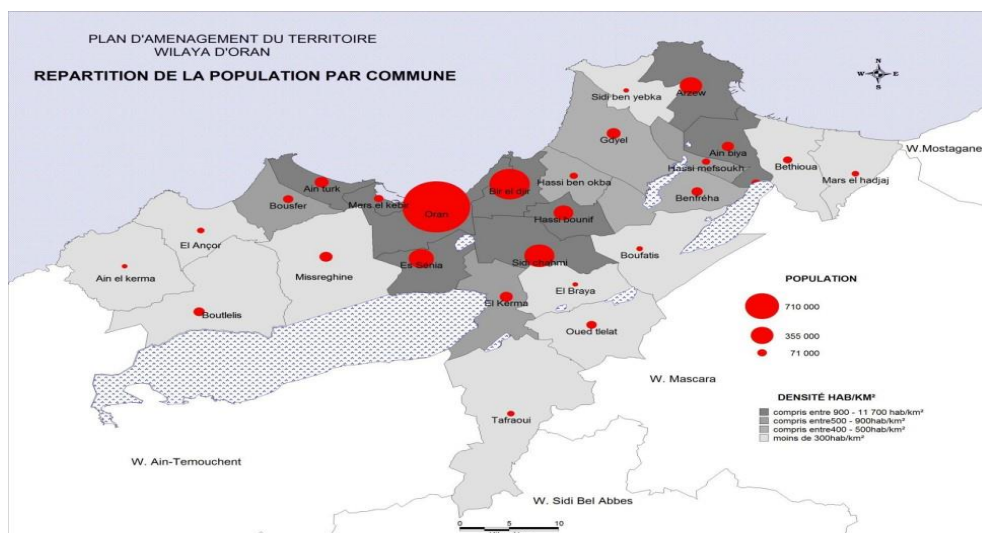 PLAN D'AMENAGEMENT DU TERRITOIRE
WILAYA D'ORAN
REPARTITION DE LA POPULATION PAR COMMUNE
N
W
E
S
Sidi ben yebka
Arzew
Gdyel
Ain biya
W.Mostagane
Hassi mefsoukh
Bethioua
Mars el hadjaj
Hassi ben okba
Benfréha
Ain turk
Bir el djir
Bousfer
Mers el kebir
Oran
Hassi bounif
El Ançor
Boufatis
Ain el kerma
Missreghine
Es Sénia
Sidi chahmi
El Braya
Boutlelis
El Kerma
Oued tlelat
Tafraoui
W. Mascara
W. Ain-Temouchent
W. Sidi Bel Abbes
POPULATION
710 000
355 000
71 000
DENSITÉ HAB/KM²
compris entre 900 - 11 700 hab/km²
compris entre500 - 900hab/km²
compris entre400 - 500hab/km²
moins de 300hab/km²
0 5 10